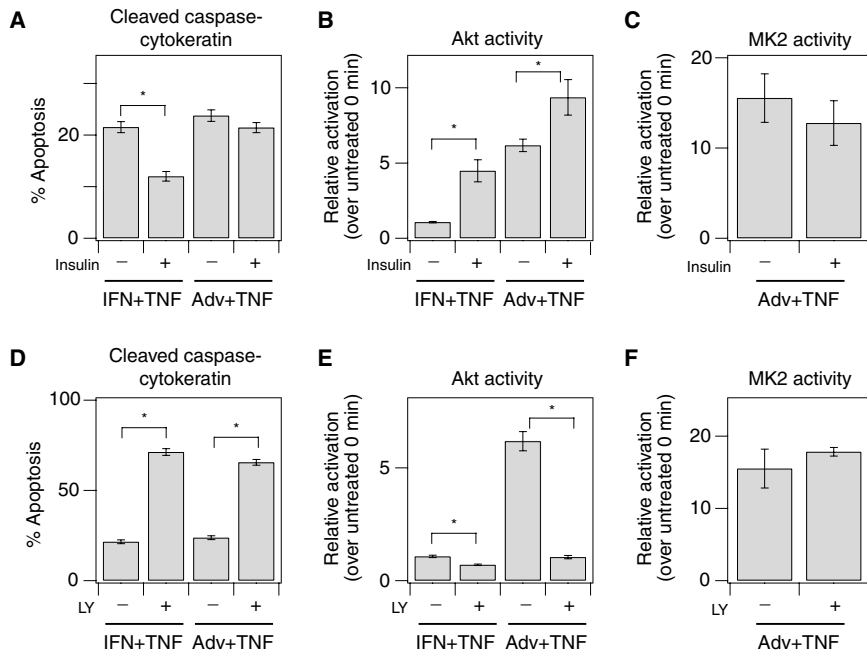 A
Cleaved caspase-
cytokeratin
% Apoptosis
20
0
*
Insulin
− + − +
IFN+TNF Adv+TNF
B
Akt activity
Relative activation
(over untreated 0 min)
10
5
0
* *
Insulin
− + − +
IFN+TNF Adv+TNF
C
MK2 activity
Relative activation
(over untreated 0 min)
20
10
0
Insulin
− +
Adv+TNF
D
Cleaved caspase-
cytokeratin
% Apoptosis
100
50
0
* *
LY
− + − +
IFN+TNF Adv+TNF
E
Akt activity
Relative activation
(over untreated 0 min)
5
0
* *
LY
− + − +
IFN+TNF Adv+TNF
F
MK2 activity
Relative activation
(over untreated 0 min)
20
10
0
LY
− +
Adv+TNF